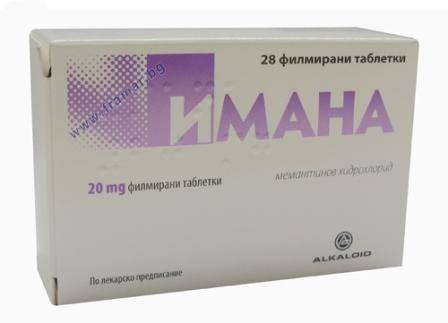 28 филмирани таблетки
www.framar.bg
ИМАНА
20 mg филмирани таблетки
мемантинов хидрохлорид
ALKALOID
По лекарско предписание